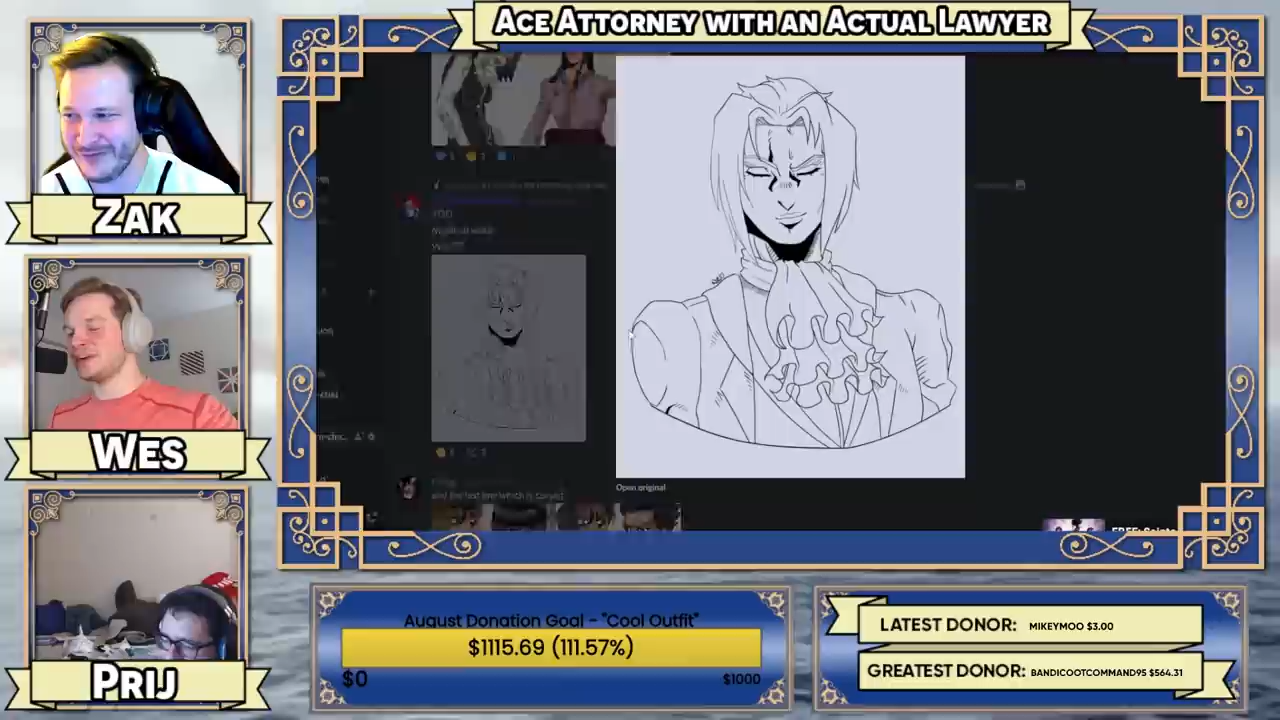 ACE ATTORNEY WITH AN ACTUAL LAWYER
ZAK
WES
PRIJ
Open original
August Donation Goal - "Cool Outfit"
$1115.69 (111.57%)
$0
$1000
LATEST DONOR: MIKEYMOO $3.00
GREATEST DONOR: BANDICOOTCOMMAND95 $564.31